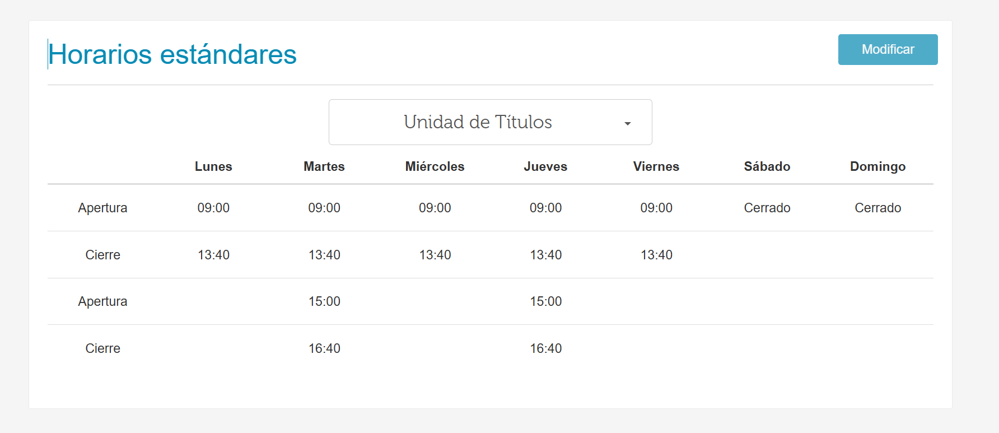 Horarios estándares
Modificar
Unidad de Títulos
Lunes Martes Miércoles Jueves Viernes Sábado Domingo
Apertura 09:00 09:00 09:00 09:00 09:00 Cerrado Cerrado
Cierre 13:40 13:40 13:40 13:40 13:40
Apertura 15:00 15:00
Cierre 16:40 16:40